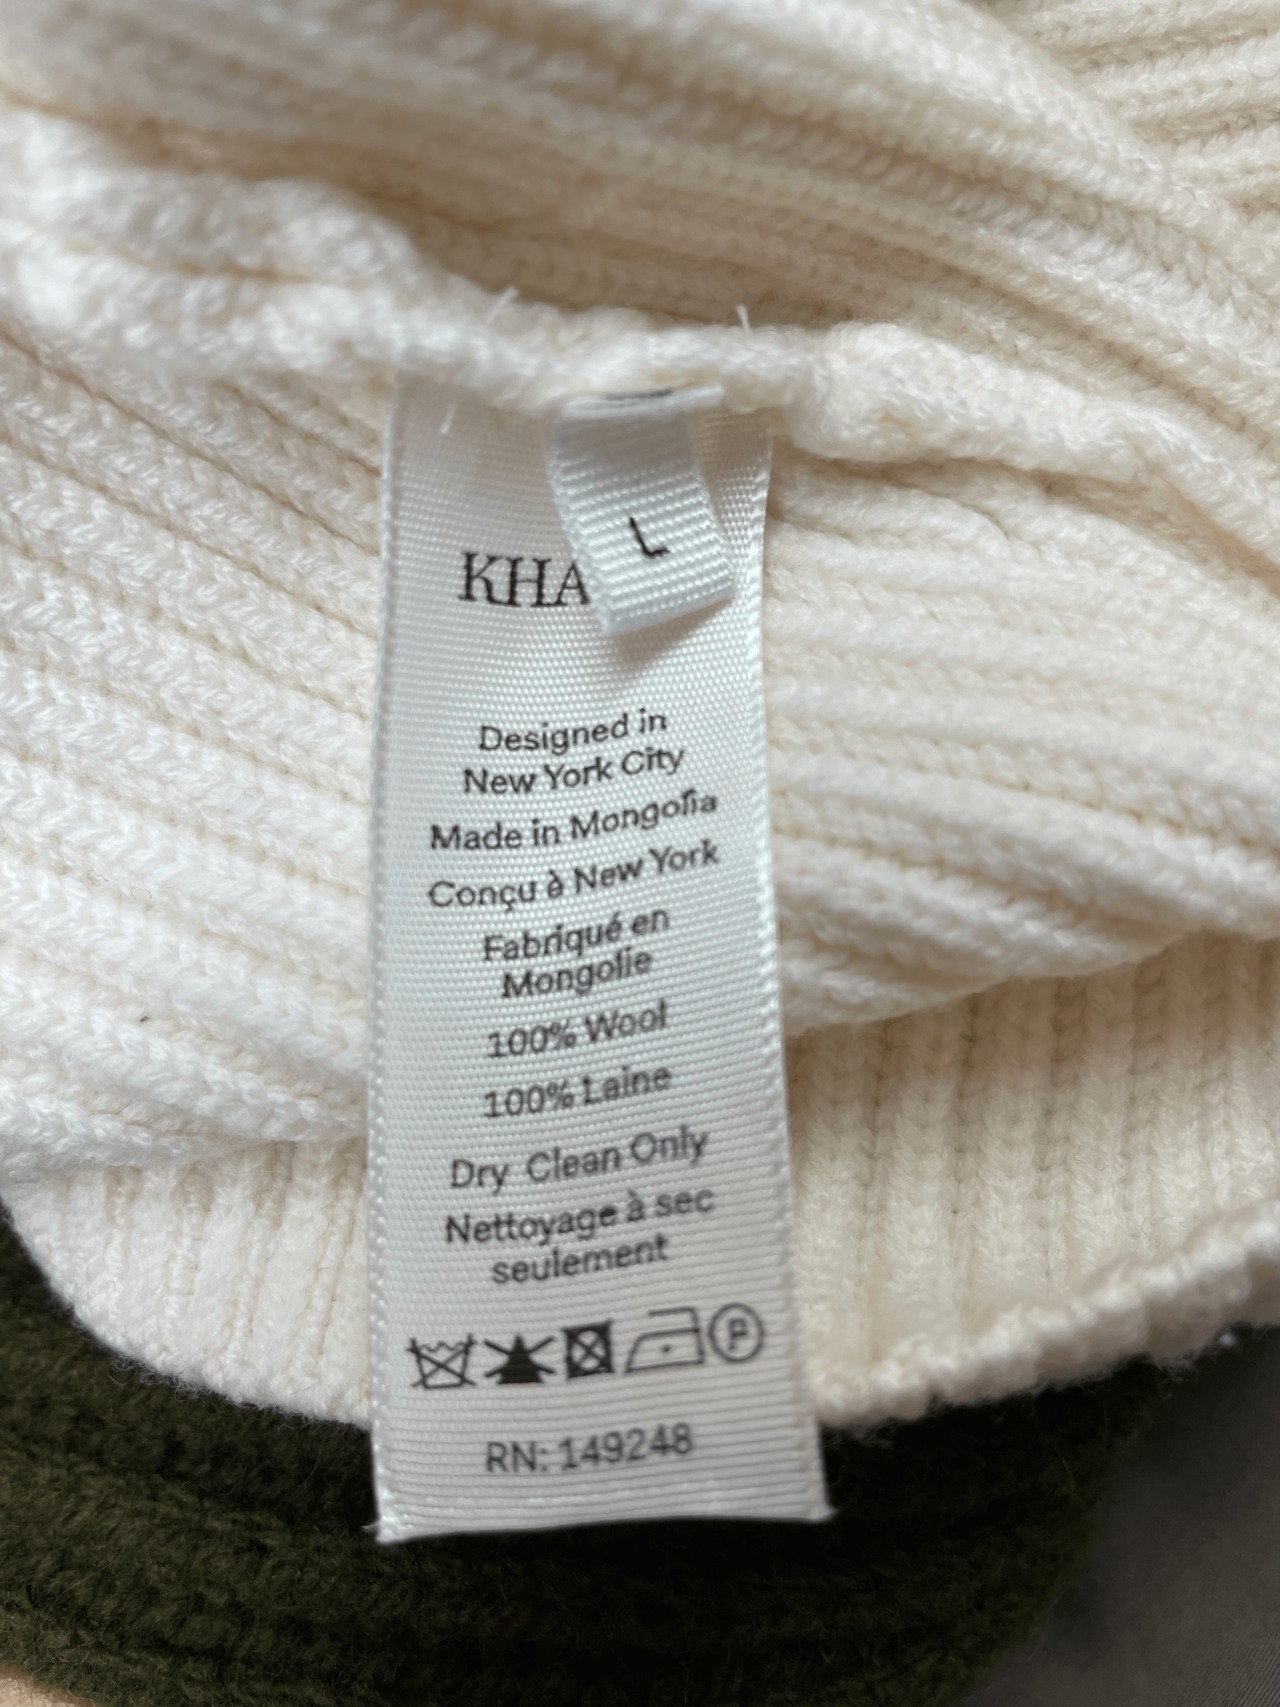 L
KHA
Designed in
New York City
Made in Mongolia
Conçu à New York
Fabriqué en
Mongolie
100% Wool
100% Laine
Dry Clean Only
Nettoyage à sec
seulement
P
RN: 149248